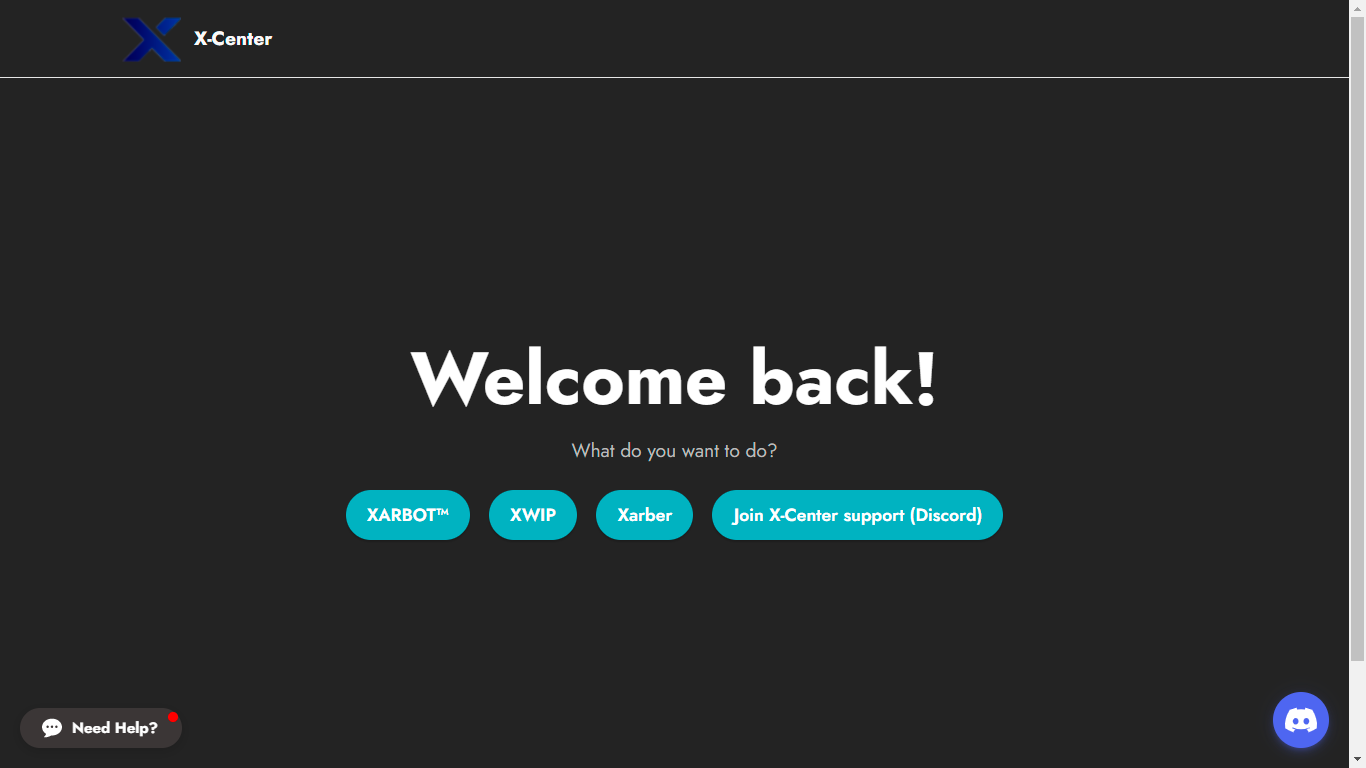 X-Center
Welcome back!
What do you want to do?
XARBOT™ XWIP Xarber Join X-Center support (Discord)
Need Help?